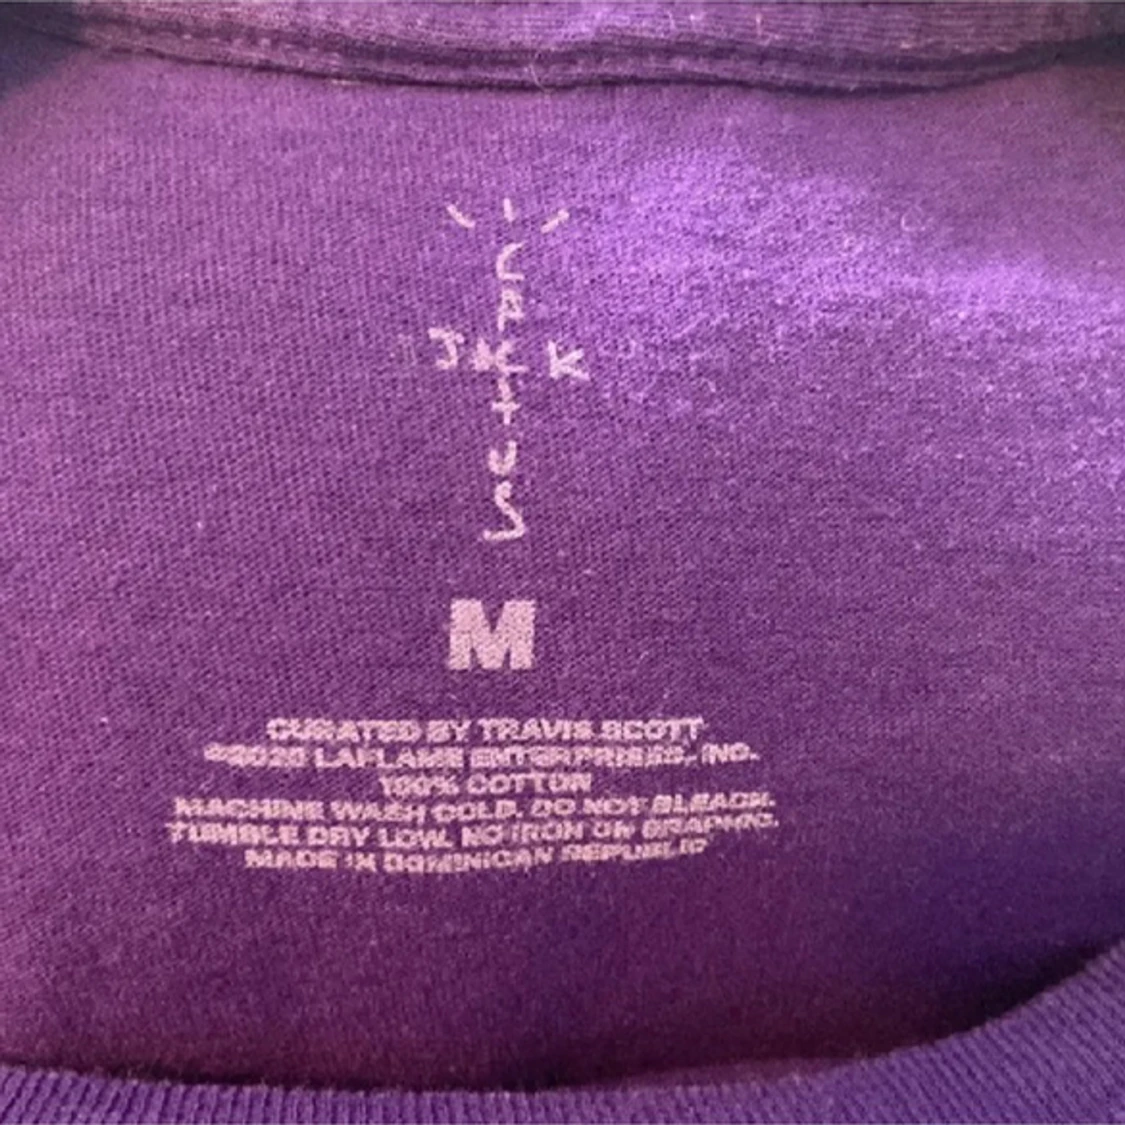 CACTUS
JACK
M
CURATED BY TRAVIS SCOTT
©2020 LAFLAME ENTERPRISES, INC.
100% COTTON
MACHINE WASH COLD. DO NOT BLEACH.
TUMBLE DRY LOW. NO IRON ON GRAPHIC.
MADE IN DOMINICAN REPUBLIC